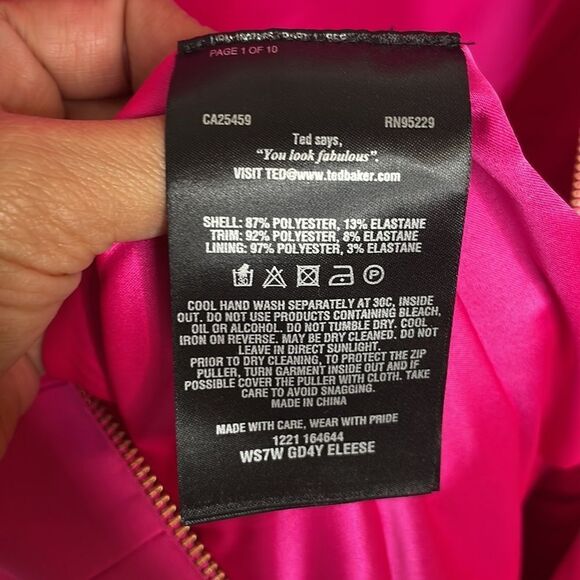 PAGE 1 OF 10
CA25459 RN95229
Ted says,
"You look fabulous".
VISIT TED@www.tedbaker.com
SHELL: 87% POLYESTER, 13% ELASTANE
TRIM: 92% POLYESTER, 8% ELASTANE
LINING: 97% POLYESTER, 3% ELASTANE
30 P
COOL HAND WASH SEPARATELY AT 30C, INSIDE
OUT. DO NOT USE PRODUCTS CONTAINING BLEACH,
OIL OR ALCOHOL. DO NOT TUMBLE DRY. COOL
IRON ON REVERSE. MAY BE DRY CLEANED. DO NOT
LEAVE IN DIRECT SUNLIGHT.
PRIOR TO DRY CLEANING, TO PROTECT THE ZIP
PULLER, TURN GARMENT INSIDE OUT AND IF
POSSIBLE COVER THE PULLER WITH CLOTH. TAKE
CARE TO AVOID SNAGGING.
MADE IN CHINA
MADE WITH CARE, WEAR WITH PRIDE
1221 164644
WS7W GD4Y ELEESE